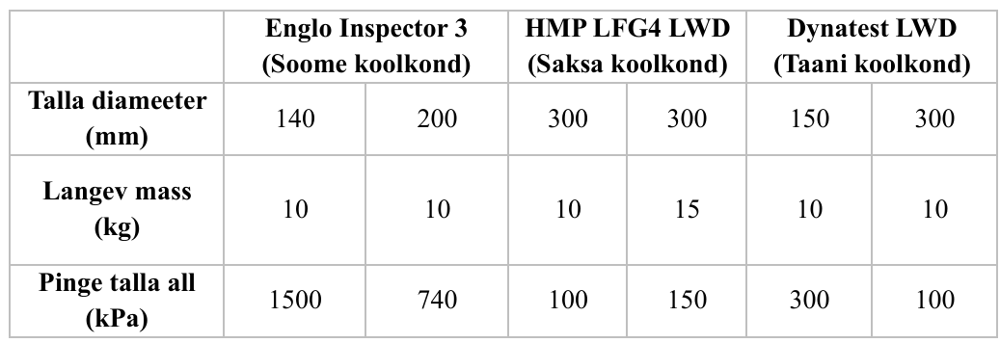 Englo Inspector 3 HMP LFG4 LWD Dynatest LWD
(Soome koolkond) (Saksa koolkond) (Taani koolkond)
Talla diameeter
(mm) 140 200 300 300 150 300
Langev mass
(kg) 10 10 10 15 10 10
Pinge talla all
(kPa) 1500 740 100 150 300 100